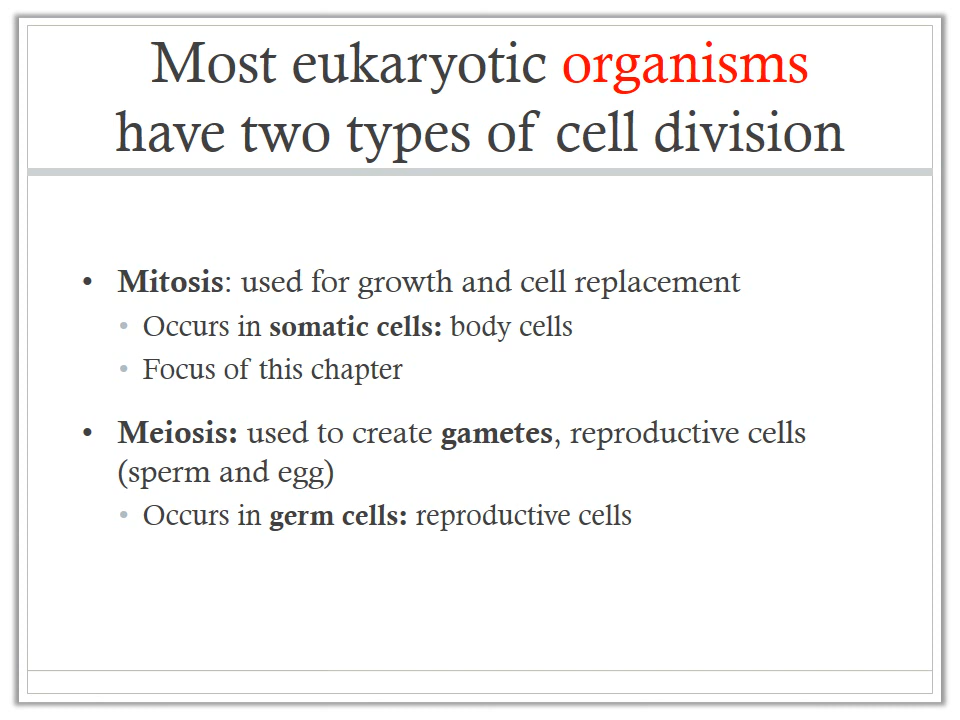 Most eukaryotic organisms
have two types of cell division
• Mitosis: used for growth and cell replacement
• Occurs in somatic cells: body cells
• Focus of this chapter
• Meiosis: used to create gametes, reproductive cells
(sperm and egg)
• Occurs in germ cells: reproductive cells